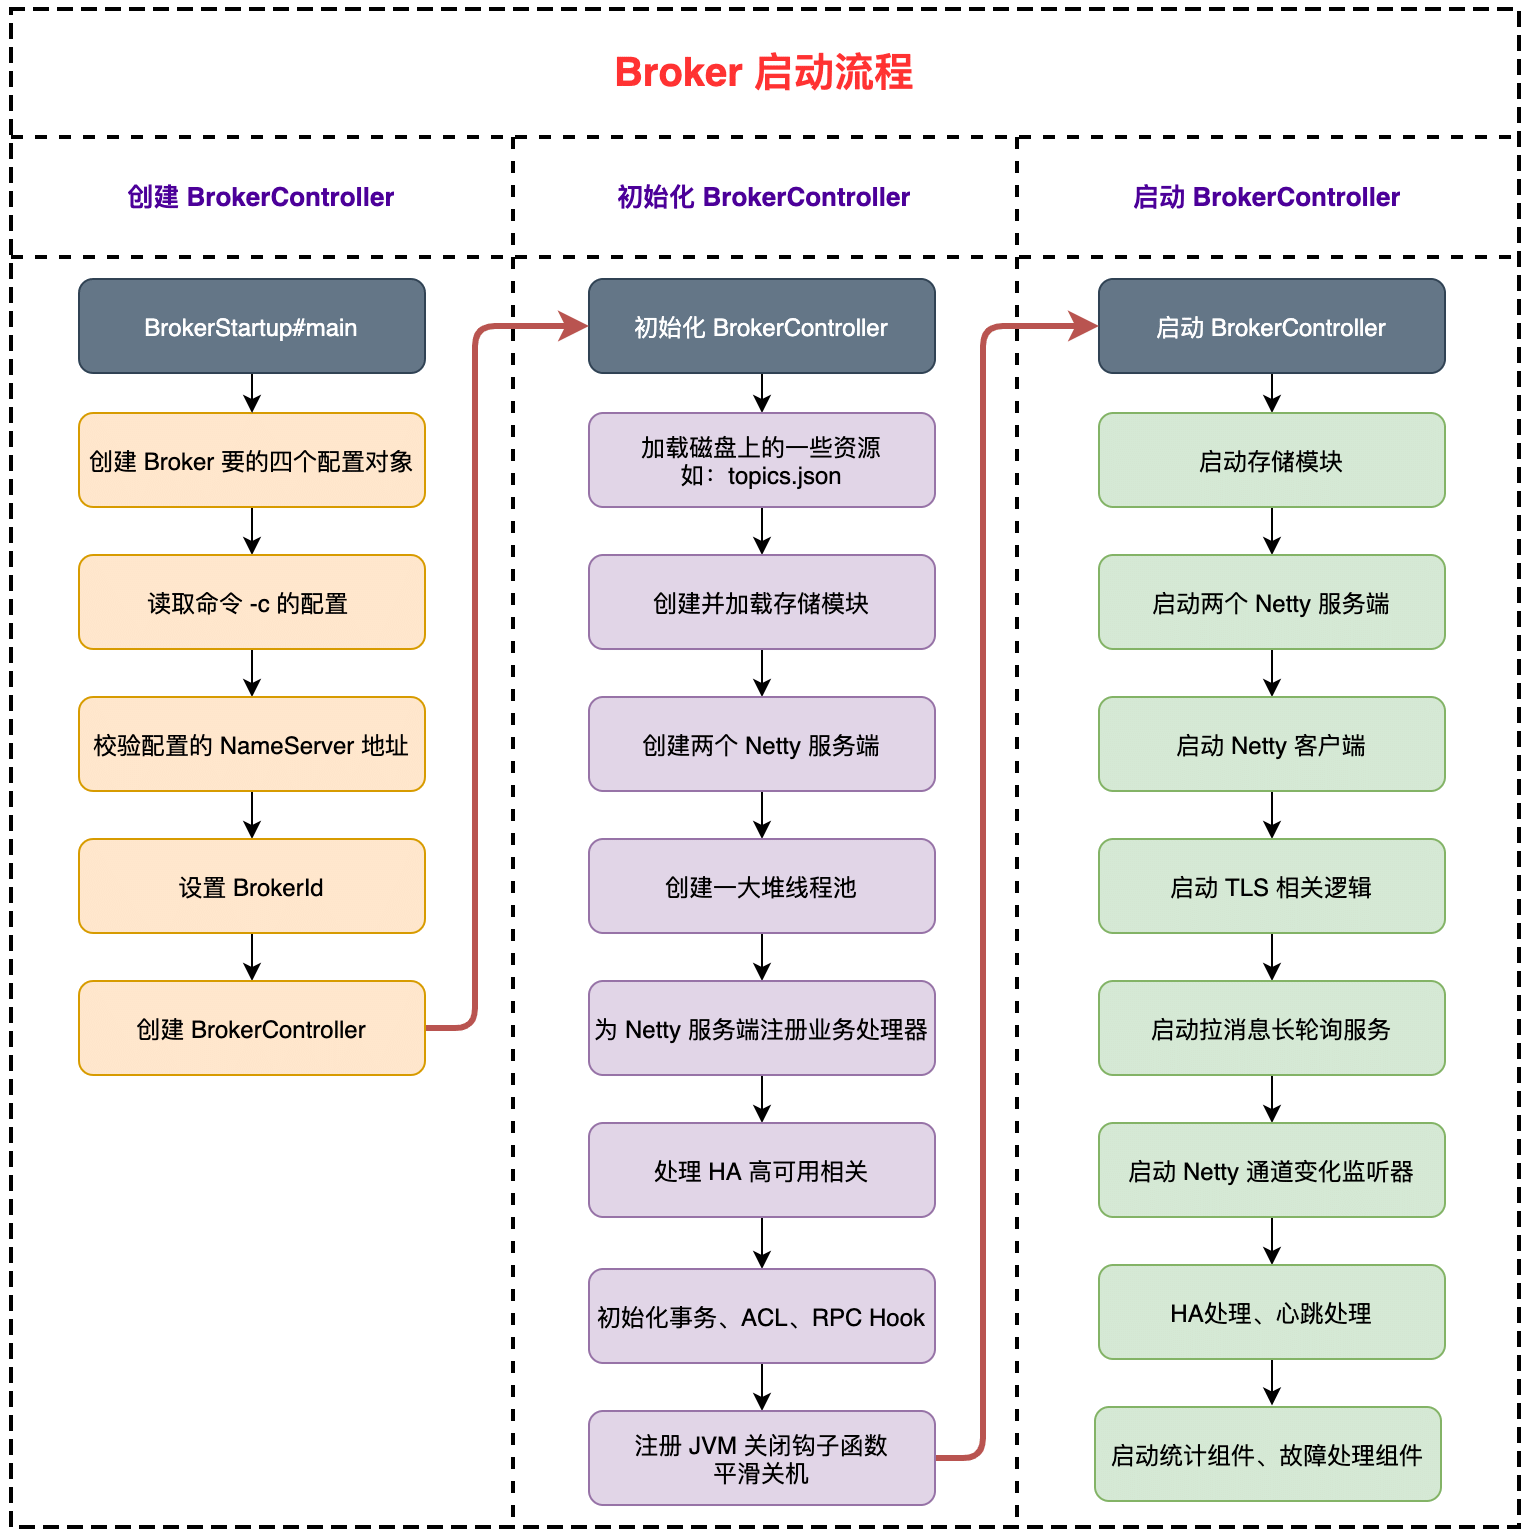 Broker 启动流程
创建 BrokerController
初始化 BrokerController
启动 BrokerController
BrokerStartup#main
创建 Broker 要的四个配置对象
读取命令 -c 的配置
校验配置的 NameServer 地址
设置 BrokerId
创建 BrokerController
初始化 BrokerController
加载磁盘上的一些资源
如：topics.json
创建并加载存储模块
创建两个 Netty 服务端
创建一大堆线程池
为 Netty 服务端注册业务处理器
处理 HA 高可用相关
初始化事务、ACL、RPC Hook
注册 JVM 关闭钩子函数
平滑关机
启动 BrokerController
启动存储模块
启动两个 Netty 服务端
启动 Netty 客户端
启动 TLS 相关逻辑
启动拉消息长轮询服务
启动 Netty 通道变化监听器
HA处理、心跳处理
启动统计组件、故障处理组件